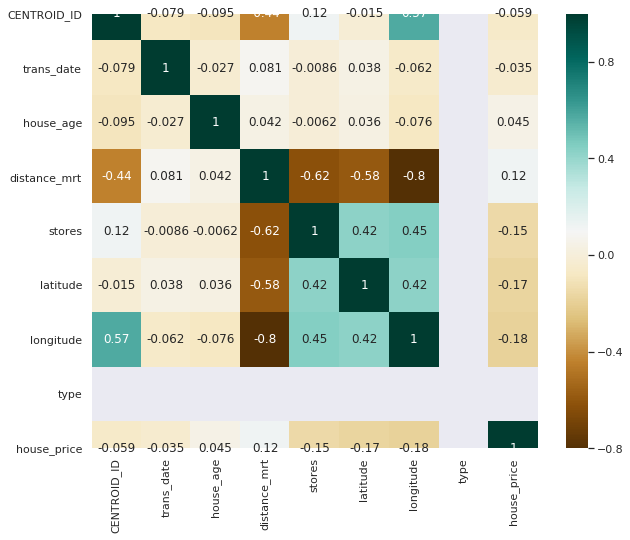 CENTROID_ID 1 -0.079 -0.095 -0.44 0.12 -0.015 0.57 -0.059
trans_date -0.079 1 -0.027 0.081 -0.0086 0.038 -0.062 -0.035
house_age -0.095 -0.027 1 0.042 -0.0062 0.036 -0.076 0.045
distance_mrt -0.44 0.081 0.042 1 -0.62 -0.58 -0.8 0.12
stores 0.12 -0.0086 -0.0062 -0.62 1 0.42 0.45 -0.15
latitude -0.015 0.038 0.036 -0.58 0.42 1 0.42 -0.17
longitude 0.57 -0.062 -0.076 -0.8 0.45 0.42 1 -0.18
type
house_price -0.059 -0.035 0.045 0.12 -0.15 -0.17 -0.18 1
CENTROID_ID trans_date house_age distance_mrt stores latitude longitude type house_price
0.8
0.4
0.0
−0.4
−0.8